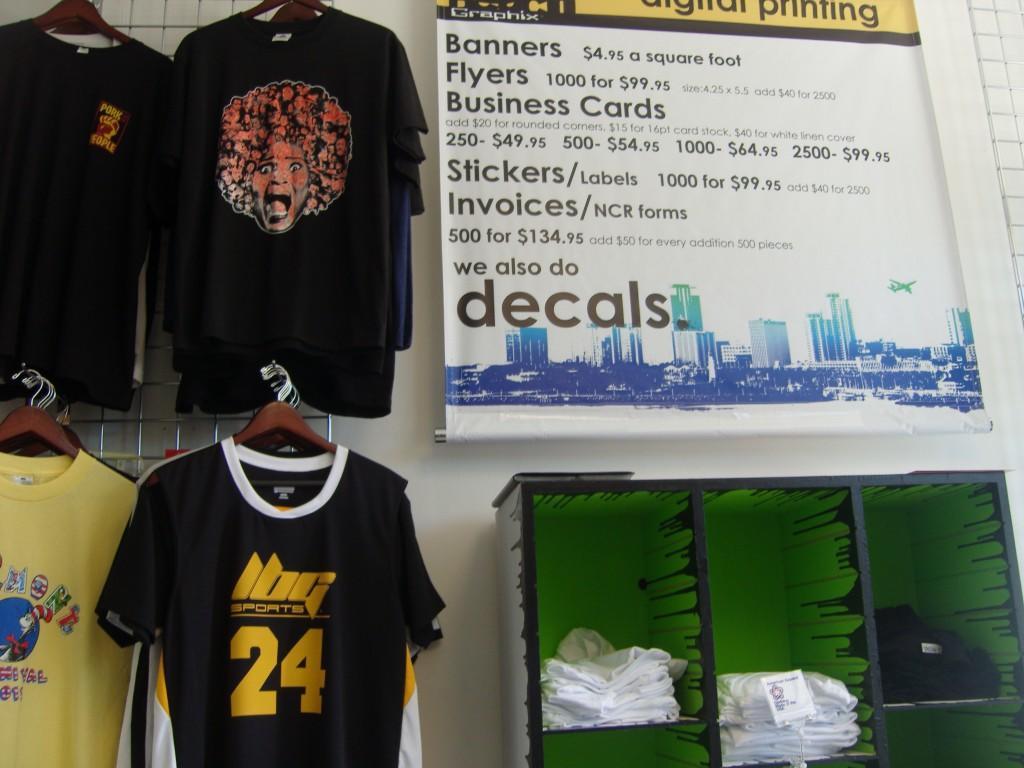 Graphix
digital printing
Banners $4.95 a square foot
Flyers 1000 for $99.95 size:4.25 x 5.5 add $40 for 2500
Business Cards
add $20 for rounded corners, $15 for 16pt card stock, $40 for white linen cover
250- $49.95 500- $54.95 1000- $64.95 2500- $99.95
Stickers/Labels 1000 for $99.95 add $40 for 2500
Invoices/NCR forms
500 for $134.95 add $50 for every addition 500 pieces
we also do
decals.
PORK
PEOPLE
SPORTS
24